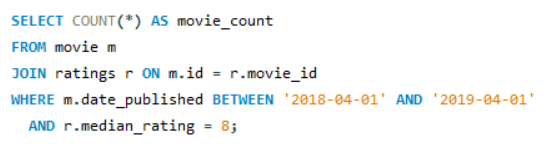 SELECT COUNT(*) AS movie_count
FROM movie m
JOIN ratings r ON m.id = r.movie_id
WHERE m.date_published BETWEEN '2018-04-01' AND '2019-04-01'
  AND r.median_rating = 8;